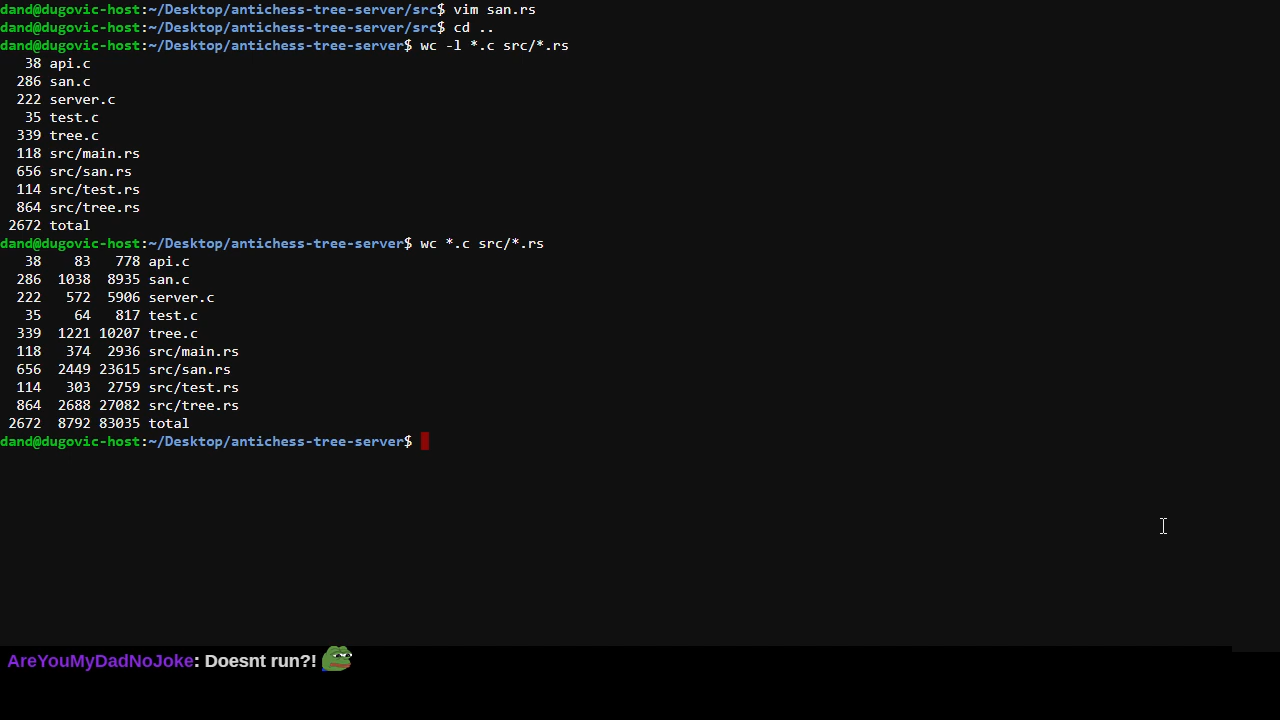 dand@dugovic-host:~/Desktop/antichess-tree-server/src$ vim san.rs
dand@dugovic-host:~/Desktop/antichess-tree-server/src$ cd ..
dand@dugovic-host:~/Desktop/antichess-tree-server$ wc -l *.c src/*.rs
38 api.c
286 san.c
222 server.c
35 test.c
339 tree.c
118 src/main.rs
656 src/san.rs
114 src/test.rs
864 src/tree.rs
2672 total
dand@dugovic-host:~/Desktop/antichess-tree-server$ wc *.c src/*.rs
38 83 778 api.c
286 1038 8935 san.c
222 572 5906 server.c
35 64 817 test.c
339 1221 10207 tree.c
118 374 2936 src/main.rs
656 2449 23615 src/san.rs
114 303 2759 src/test.rs
864 2688 27082 src/tree.rs
2672 8792 83035 total
dand@dugovic-host:~/Desktop/antichess-tree-server$
AreYouMyDadNoJoke: Doesnt run?!